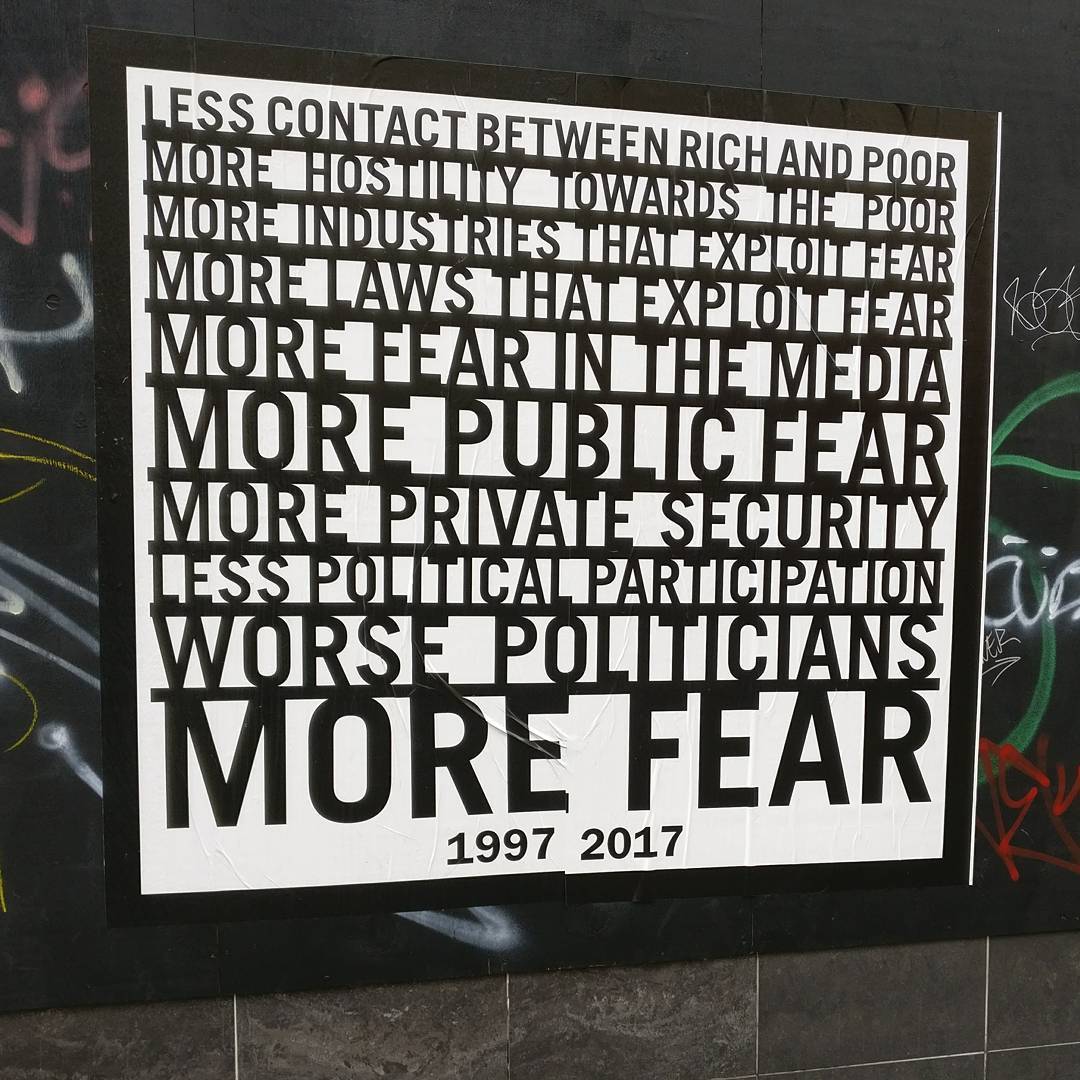 LESS CONTACT BETWEEN RICH AND POOR
MORE HOSTILITY TOWARDS THE POOR
MORE INDUSTRIES THAT EXPLOIT FEAR
MORE LAWS THAT EXPLOIT FEAR
MORE FEAR IN THE MEDIA
MORE PUBLIC FEAR
MORE PRIVATE SECURITY
LESS POLITICAL PARTICIPATION
WORSE POLITICIANS
MORE FEAR
1997 2017